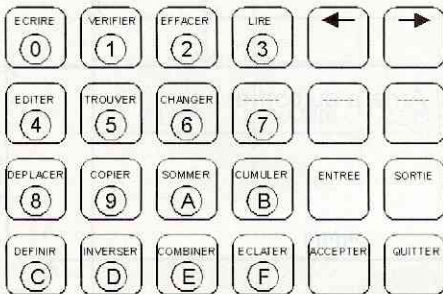 ECRIRE VERIFIER EFFACER LIRE ← →
0 1 2 3
EDITER TROUVER CHANGER
4 5 6 7
DEPLACER COPIER SOMMER CUMULER ENTREE SORTIE
8 9 A B
DEFINIR INVERSER COMBINER ECLATER ACCEPTER QUITTER
C D E F